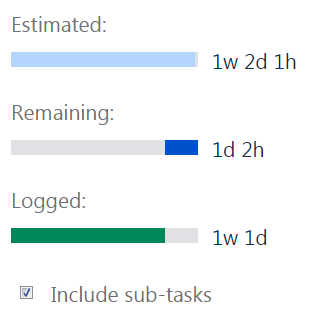 Estimated:
1w 2d 1h
Remaining:
1d 2h
Logged:
1w 1d
Include sub-tasks